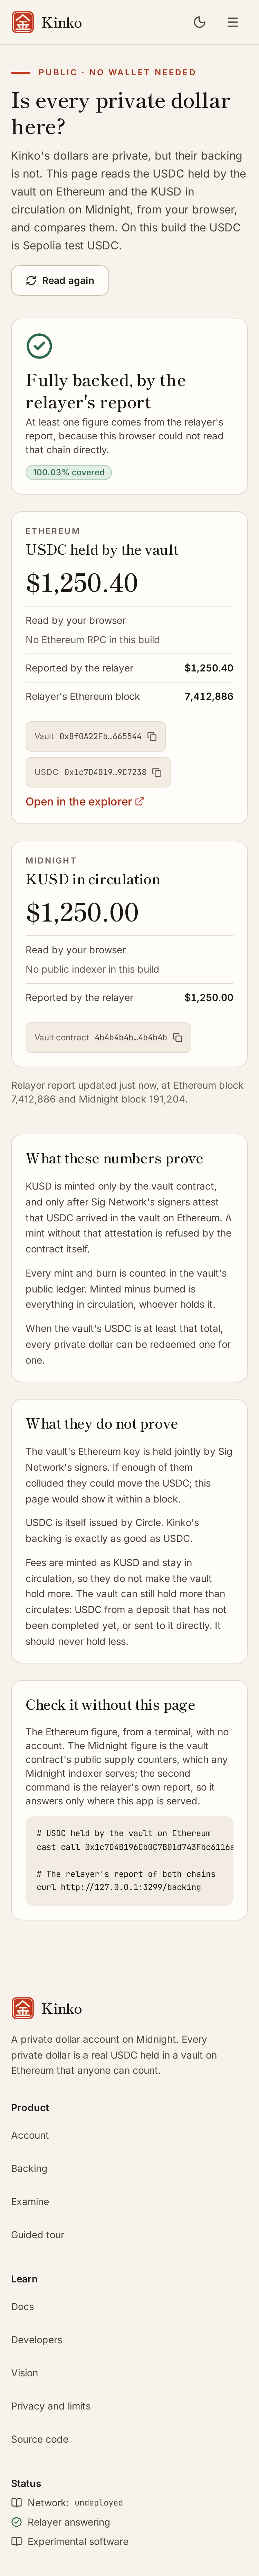 金 Kinko
PUBLIC · NO WALLET NEEDED
Is every private dollar
here?
Kinko's dollars are private, but their backing
is not. This page reads the USDC held by the
vault on Ethereum and the KUSD in
circulation on Midnight, from your browser,
and compares them. On this build the USDC
is Sepolia test USDC.
Read again
Fully backed, by the
relayer's report
At least one figure comes from the relayer's
report, because this browser could not read
that chain directly.
100.03% covered
ETHEREUM
USDC held by the vault
$1,250.40
Read by your browser
No Ethereum RPC in this build
Reported by the relayer $1,250.40
Relayer's Ethereum block 7,412,886
Vault 0x8f0A22Fb…665544
USDC 0x1c7D4B19…9C7238
Open in the explorer
MIDNIGHT
KUSD in circulation
$1,250.00
Read by your browser
No public indexer in this build
Reported by the relayer $1,250.00
Vault contract 4b4b4b4b…4b4b4b
Relayer report updated just now, at Ethereum block
7,412,886 and Midnight block 191,204.
What these numbers prove
KUSD is minted only by the vault contract,
and only after Sig Network's signers attest
that USDC arrived in the vault on Ethereum. A
mint without that attestation is refused by the
contract itself.
Every mint and burn is counted in the vault's
public ledger. Minted minus burned is
everything in circulation, whoever holds it.
When the vault's USDC is at least that total,
every private dollar can be redeemed one for
one.
What they do not prove
The vault's Ethereum key is held jointly by Sig
Network's signers. If enough of them
colluded they could move the USDC; this
page would show it within a block.
USDC is itself issued by Circle. Kinko's
backing is exactly as good as USDC.
Fees are minted as KUSD and stay in
circulation, so they do not make the vault
hold more. The vault can still hold more than
circulates: USDC from a deposit that has not
been completed yet, or sent to it directly. It
should never hold less.
Check it without this page
The Ethereum figure, from a terminal, with no
account. The Midnight figure is the vault
contract's public supply counters, which any
Midnight indexer serves; the second
command is the relayer's own report, so it
answers only where this app is served.
# USDC held by the vault on Ethereum
cast call 0x1c7D4B196Cb0C7B01d743Fbc6116a
# The relayer's report of both chains
curl http://127.0.0.1:3299/backing
金 Kinko
A private dollar account on Midnight. Every
private dollar is a real USDC held in a vault on
Ethereum that anyone can count.
Product
Account
Backing
Examine
Guided tour
Learn
Docs
Developers
Vision
Privacy and limits
Source code
Status
Network: undeployed
Relayer answering
Experimental software